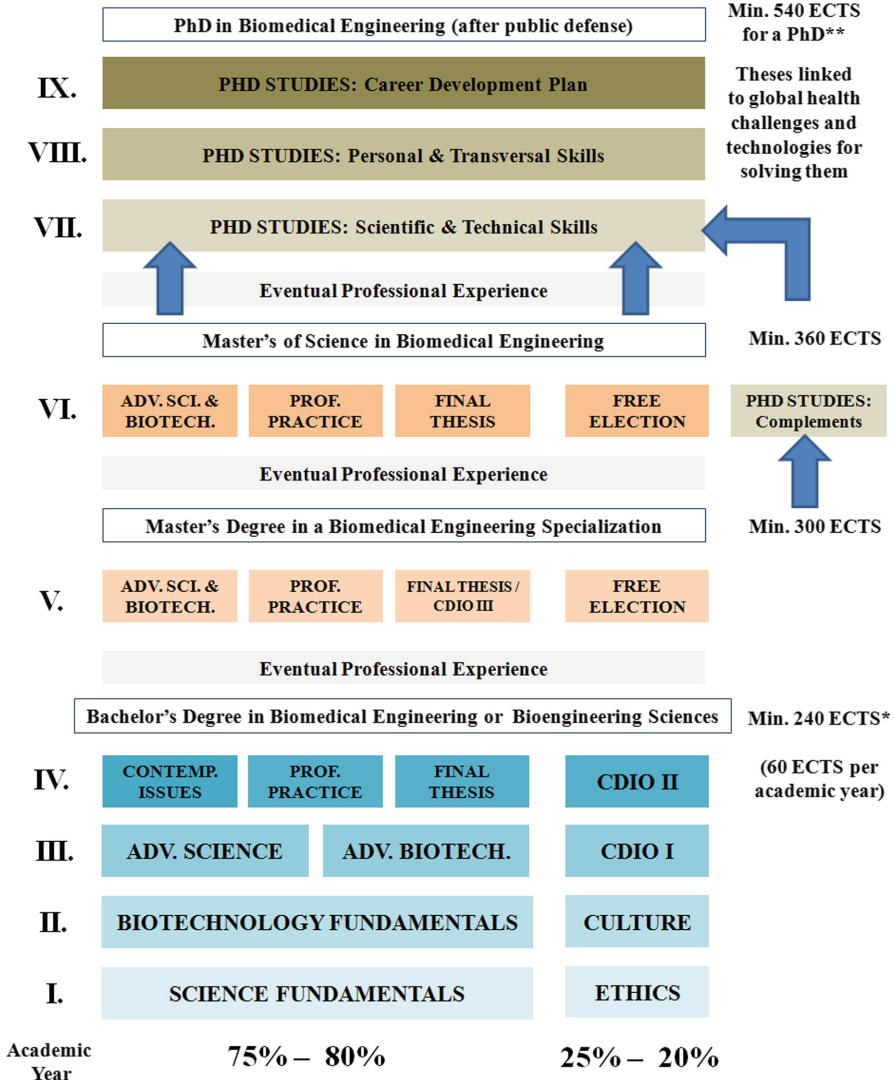 PhD in Biomedical Engineering (after public defense)
Min. 540 ECTS
for a PhD**
IX.
PHD STUDIES: Career Development Plan
Theses linked
to global health
challenges and
technologies for
solving them
VIII.
PHD STUDIES: Personal & Transversal Skills
VII.
PHD STUDIES: Scientific & Technical Skills
Eventual Professional Experience
Master's of Science in Biomedical Engineering
Min. 360 ECTS
VI.
ADV. SCI. &
BIOTECH.
PROF.
PRACTICE
FINAL
THESIS
FREE
ELECTION
PHD STUDIES:
Complements
Eventual Professional Experience
Master's Degree in a Biomedical Engineering Specialization
Min. 300 ECTS
V.
ADV. SCI. &
BIOTECH.
PROF.
PRACTICE
FINAL THESIS /
CDIO III
FREE
ELECTION
Eventual Professional Experience
Bachelor's Degree in Biomedical Engineering or Bioengineering Sciences
Min. 240 ECTS*
IV.
CONTEMP.
ISSUES
PROF.
PRACTICE
FINAL
THESIS
CDIO II
(60 ECTS per
academic year)
III.
ADV. SCIENCE
ADV. BIOTECH.
CDIO I
II.
BIOTECHNOLOGY FUNDAMENTALS
CULTURE
I.
SCIENCE FUNDAMENTALS
ETHICS
Academic
Year
75% – 80%
25% – 20%